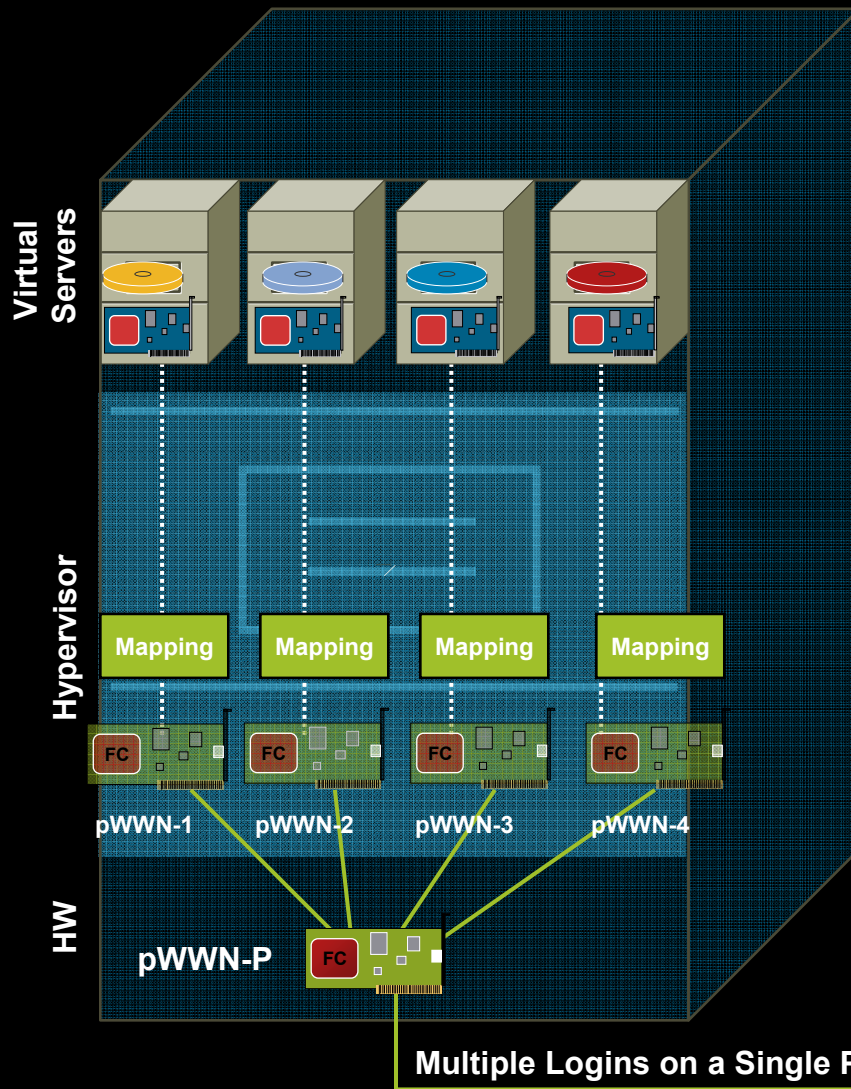 Virtual
Servers
Hypervisor
Mapping Mapping Mapping Mapping
FC FC FC FC
pWWN-1 pWWN-2 pWWN-3 pWWN-4
HW
pWWN-P
FC
Multiple Logins on a Single